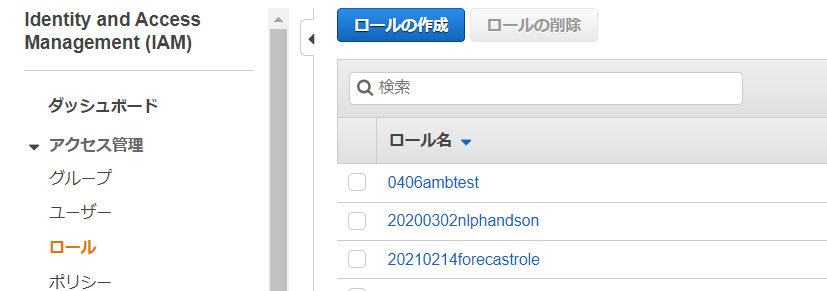 Identity and Access
Management (IAM)
ダッシュボード
アクセス管理
グループ
ユーザー
ロール
ポリシー
ロールの作成
ロールの削除
検索
ロール名
0406ambtest
20200302nlphandson
20210214forecastrole